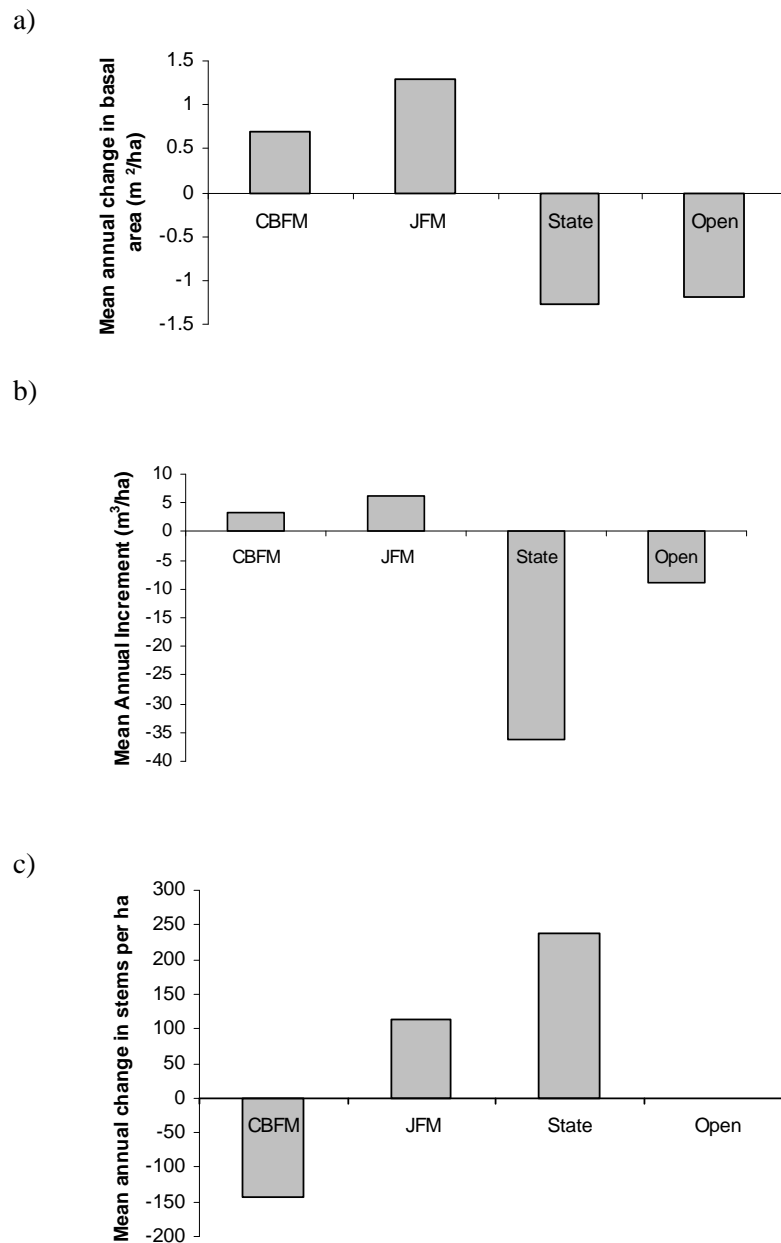 a)
Mean annual change in basal
area (m ²/ha)
1.5
1
0.5
0
-0.5
-1
-1.5
CBFM
JFM
State
Open
b)
Mean Annual Increment (m³/ha)
10
5
0
-5
-10
-15
-20
-25
-30
-35
-40
CBFM
JFM
State
Open
c)
Mean annual change in stems per ha
300
250
200
150
100
50
0
-50
-100
-150
-200
CBFM
JFM
State
Open